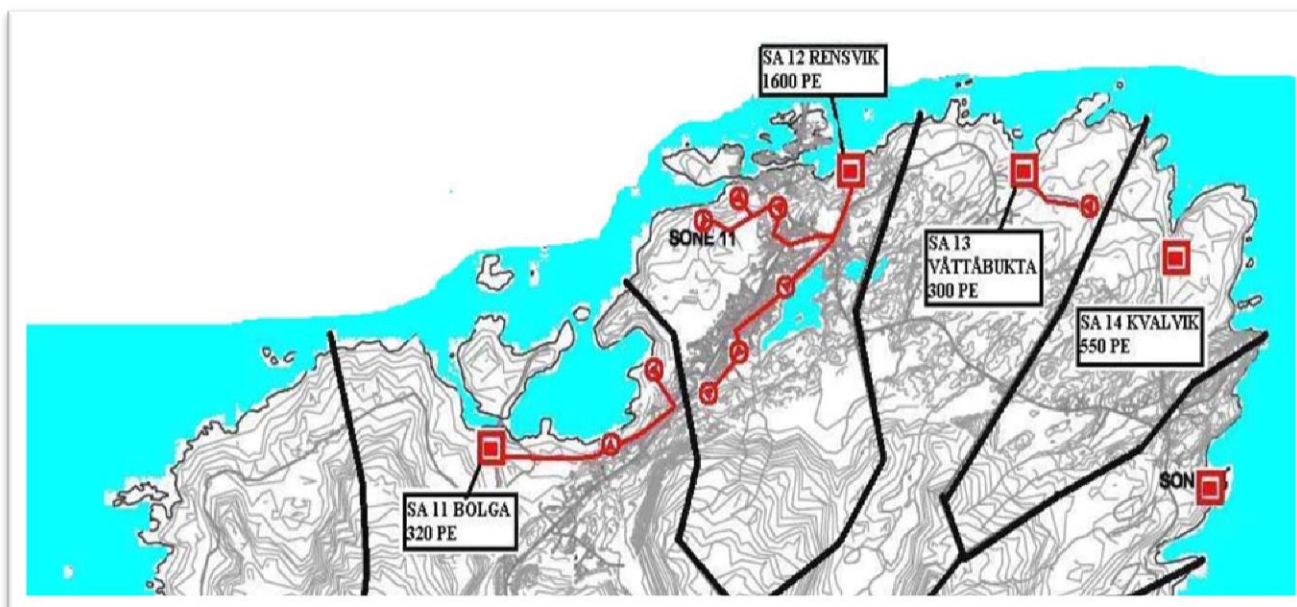 SA 12 RENSVIK
1600 PE
SONE 11
SA 13
VÅTTÅBUKTA
300 PE
SA 14 KVALVIK
550 PE
SON
SA 11 BOLGA
320 PE